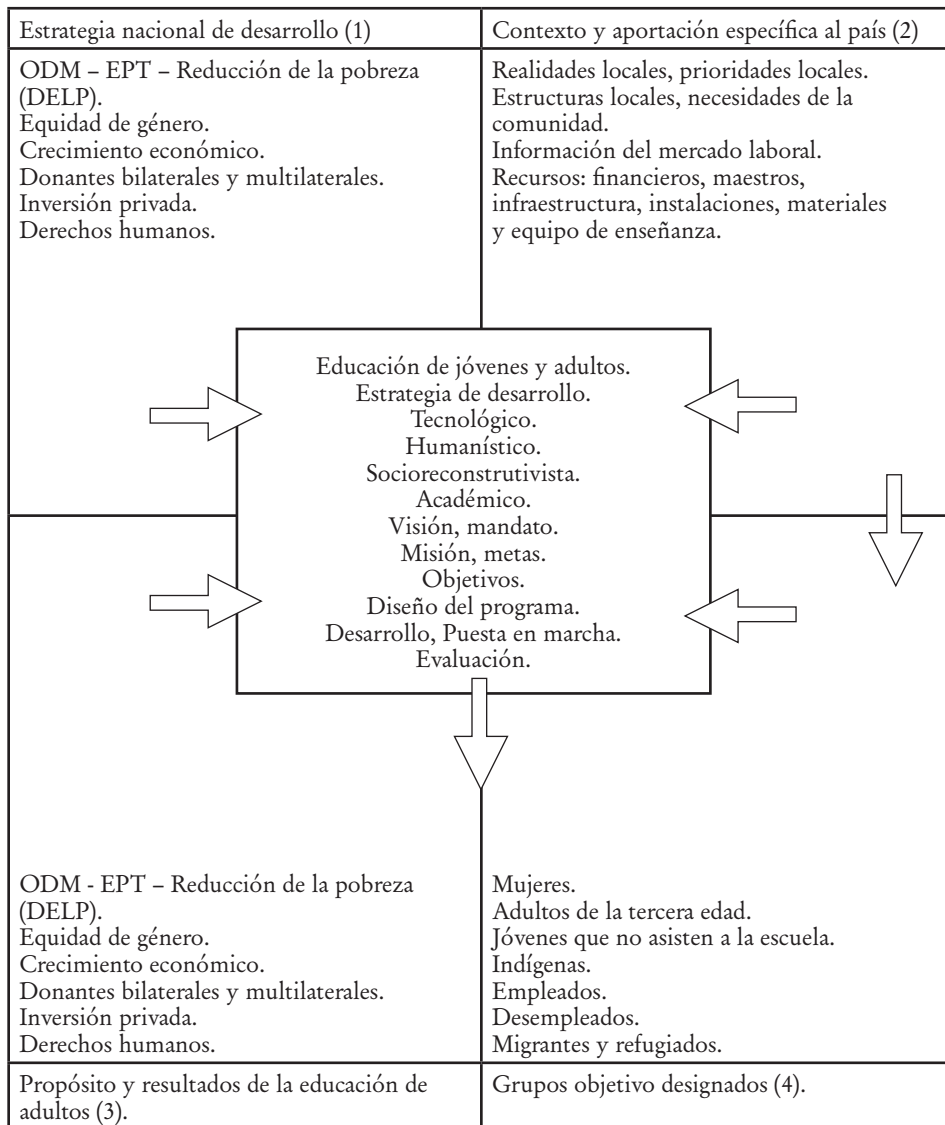 Estrategia nacional de desarrollo (1)
Contexto y aportación específica al país (2)
ODM – EPT – Reducción de la pobreza
(DELP).
Equidad de género.
Crecimiento económico.
Donantes bilaterales y multilaterales.
Inversión privada.
Derechos humanos.
Realidades locales, prioridades locales.
Estructuras locales, necesidades de la
comunidad.
Información del mercado laboral.
Recursos: financieros, maestros,
infraestructura, instalaciones, materiales
y equipo de enseñanza.
Educación de jóvenes y adultos.
Estrategia de desarrollo.
Tecnológico.
Humanístico.
Socioreconstrutivista.
Académico.
Visión, mandato.
Misión, metas.
Objetivos.
Diseño del programa.
Desarrollo, Puesta en marcha.
Evaluación.
ODM - EPT – Reducción de la pobreza
(DELP).
Equidad de género.
Crecimiento económico.
Donantes bilaterales y multilaterales.
Inversión privada.
Derechos humanos.
Mujeres.
Adultos de la tercera edad.
Jóvenes que no asisten a la escuela.
Indígenas.
Empleados.
Desempleados.
Migrantes y refugiados.
Propósito y resultados de la educación de
adultos (3).
Grupos objetivo designados (4).